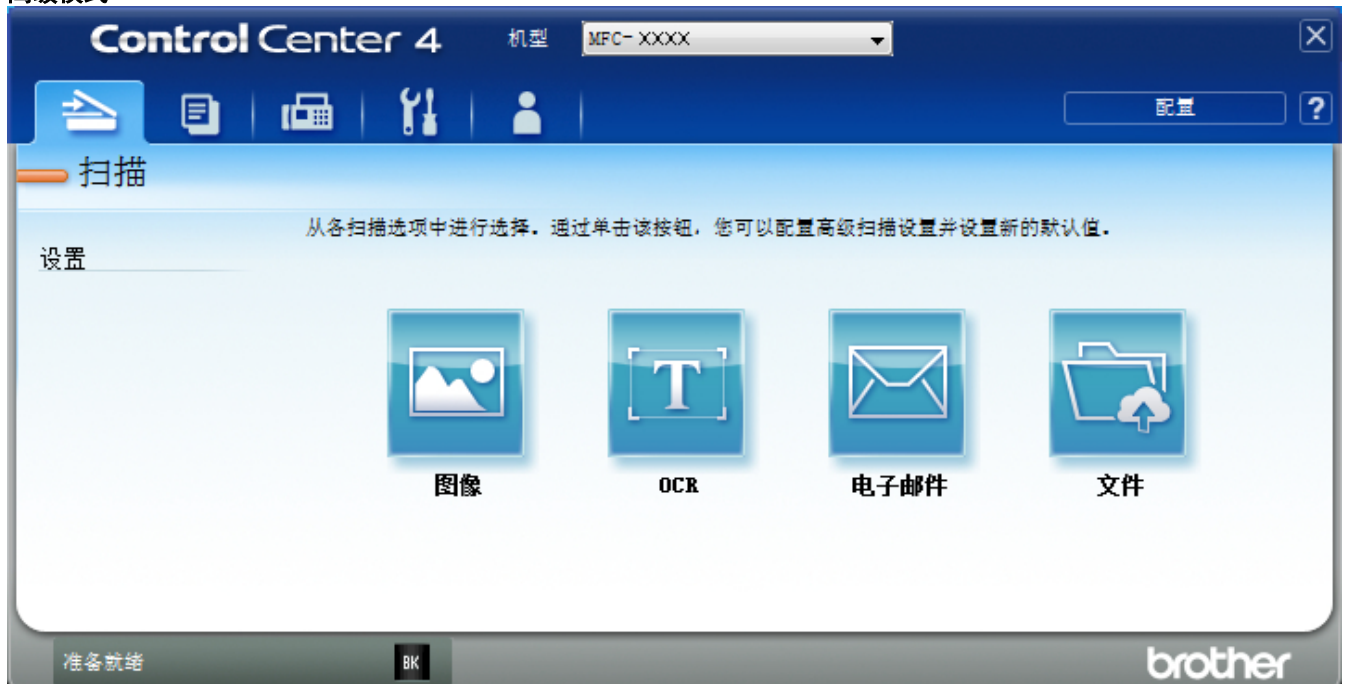 Control Center 4 机型 MFC- XXXX
配置 ?
扫描
从各扫描选项中进行选择. 通过单击该按钮, 您可以配置高级扫描设置并设置新的默认值.
设置
T
图像 OCR 电子邮件 文件
准备就绪 BK brother